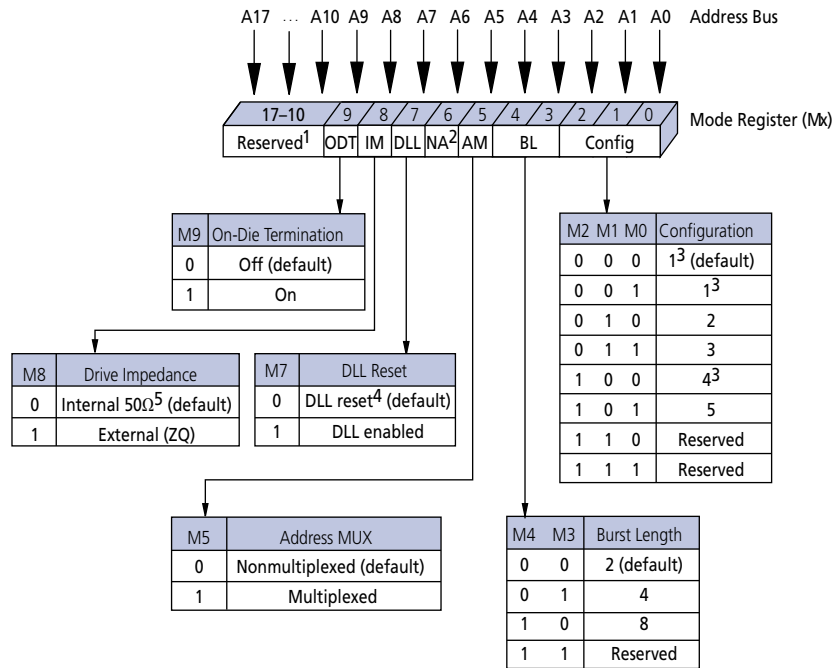 A17 ... A10 A9 A8 A7 A6 A5 A4 A3 A2 A1 A0 Address Bus
17–10 9 8 7 6 5 4 3 2 1 0
Mode Register (Mx)
Reserved1 ODT IM DLL NA2 AM BL Config
M9 On-Die Termination
0 Off (default)
1 On
M2 M1 M0 Configuration
0 0 0 1³ (default)
0 0 1 1³
0 1 0 2
0 1 1 3
1 0 0 4³
1 0 1 5
1 1 0 Reserved
1 1 1 Reserved
M8 Drive Impedance
0 Internal 50Ω⁵ (default)
1 External (ZQ)
M7 DLL Reset
0 DLL reset⁴ (default)
1 DLL enabled
M5 Address MUX
0 Nonmultiplexed (default)
1 Multiplexed
M4 M3 Burst Length
0 0 2 (default)
0 1 4
1 0 8
1 1 Reserved